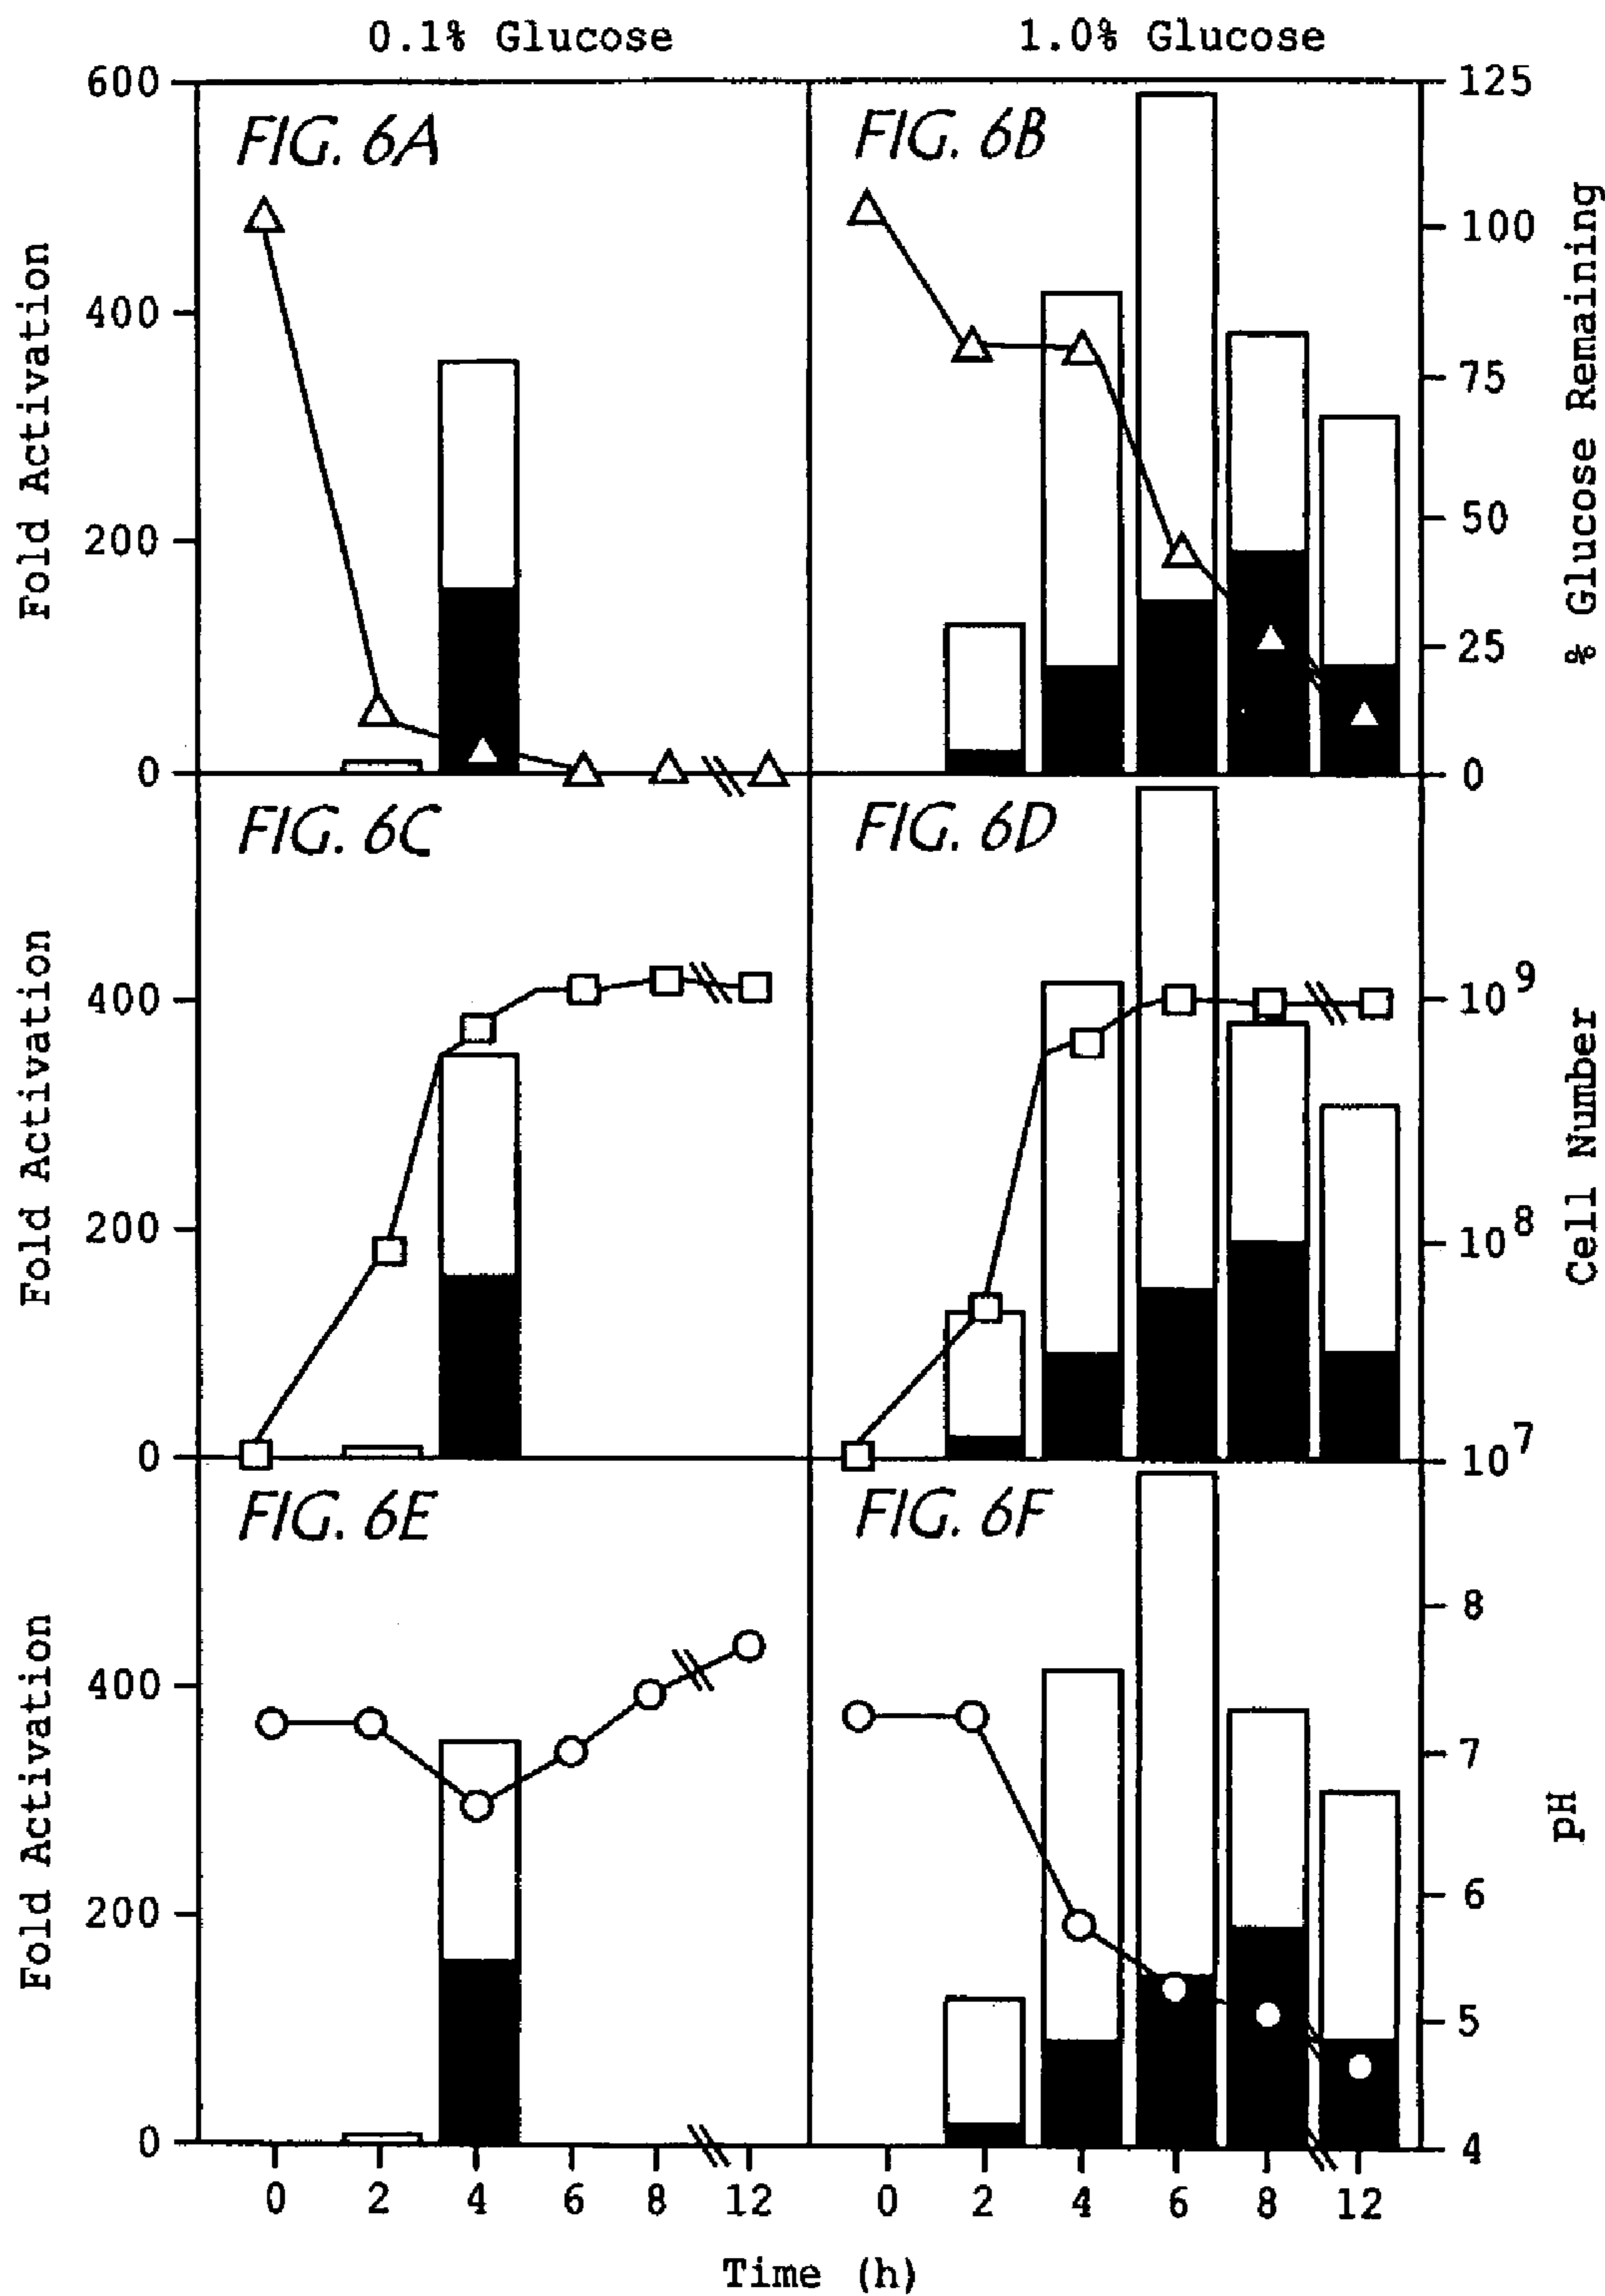 0.1% Glucose
1.0% Glucose
FIG. 6A
FIG. 6B
Fold Activation
600
400
200
0
125
100
75
50
25
0
% Glucose Remaining
FIG. 6C
FIG. 6D
Fold Activation
400
200
0
10⁹
10⁸
10⁷
Cell Number
FIG. 6E
FIG. 6F
Fold Activation
400
200
0
8
7
6
5
4
pH
0 2 4 6 8 12
0 2 4 6 8 12
Time (h)